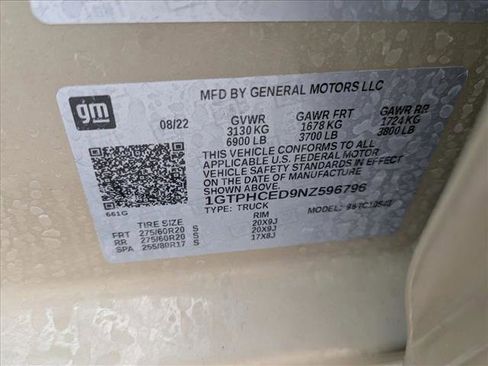 gm
MFD BY GENERAL MOTORS LLC
08/22 GVWR GAWR FRT GAWR RR
3130 KG 1678 KG 1724 KG
6900 LB 3700 LB 3800 LB
THIS VEHICLE CONFORMS TO ALL
APPLICABLE U.S. FEDERAL MOTOR
VEHICLE SAFETY STANDARDS IN EFFECT
ON THE DATE OF MANUFACTURE
1GTPHCED9NZ596796
661G TYPE: TRUCK MODEL:
TIRE SIZE RIM
FRT 275/60R20 S 20X9J
RR 275/60R20 S 20X9J
SPA 255/80R17 S 17X8J